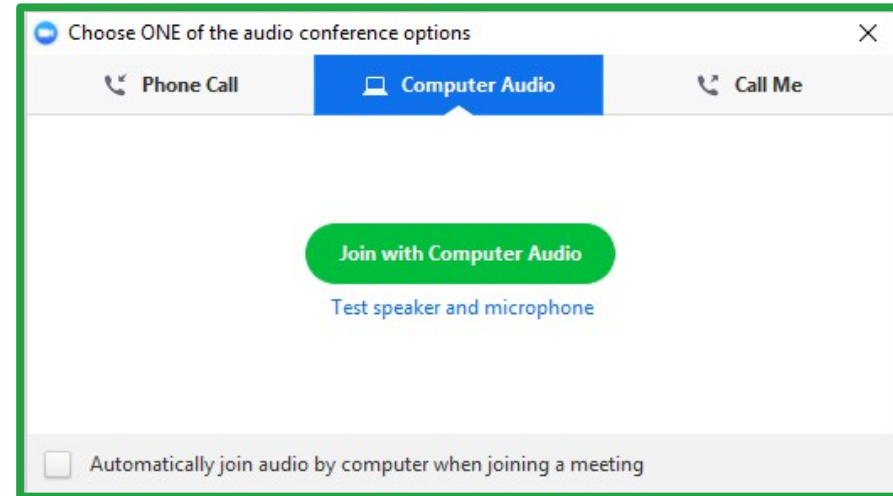 Choose ONE of the audio conference options
Phone Call
Computer Audio
Call Me
Join with Computer Audio
Test speaker and microphone
Automatically join audio by computer when joining a meeting